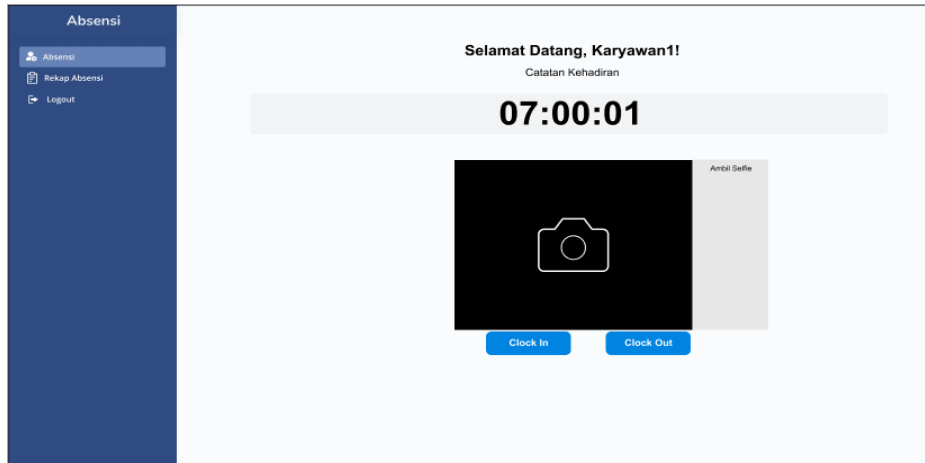 Absensi
Absensi
Rekap Absensi
Logout
Selamat Datang, Karyawan1!
Catatan Kehadiran
07:00:01
Ambil Selfie
Clock In
Clock Out